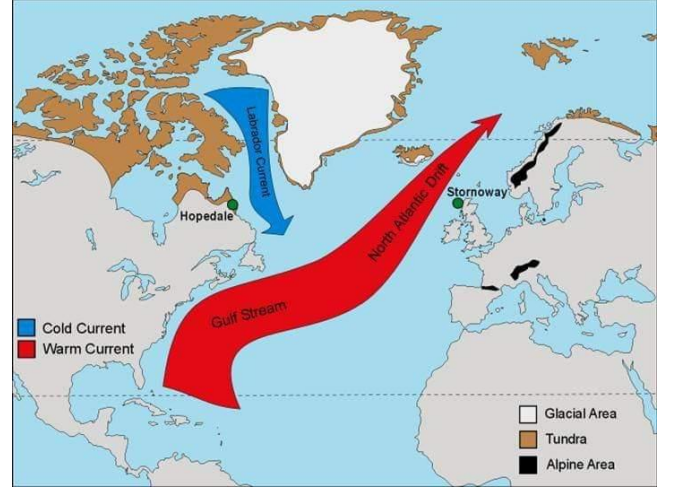 Labrador Current
Hopedale
Stornoway
North Atlantic Drift
Gulf Stream
Cold Current
Warm Current
Glacial Area
Tundra
Alpine Area